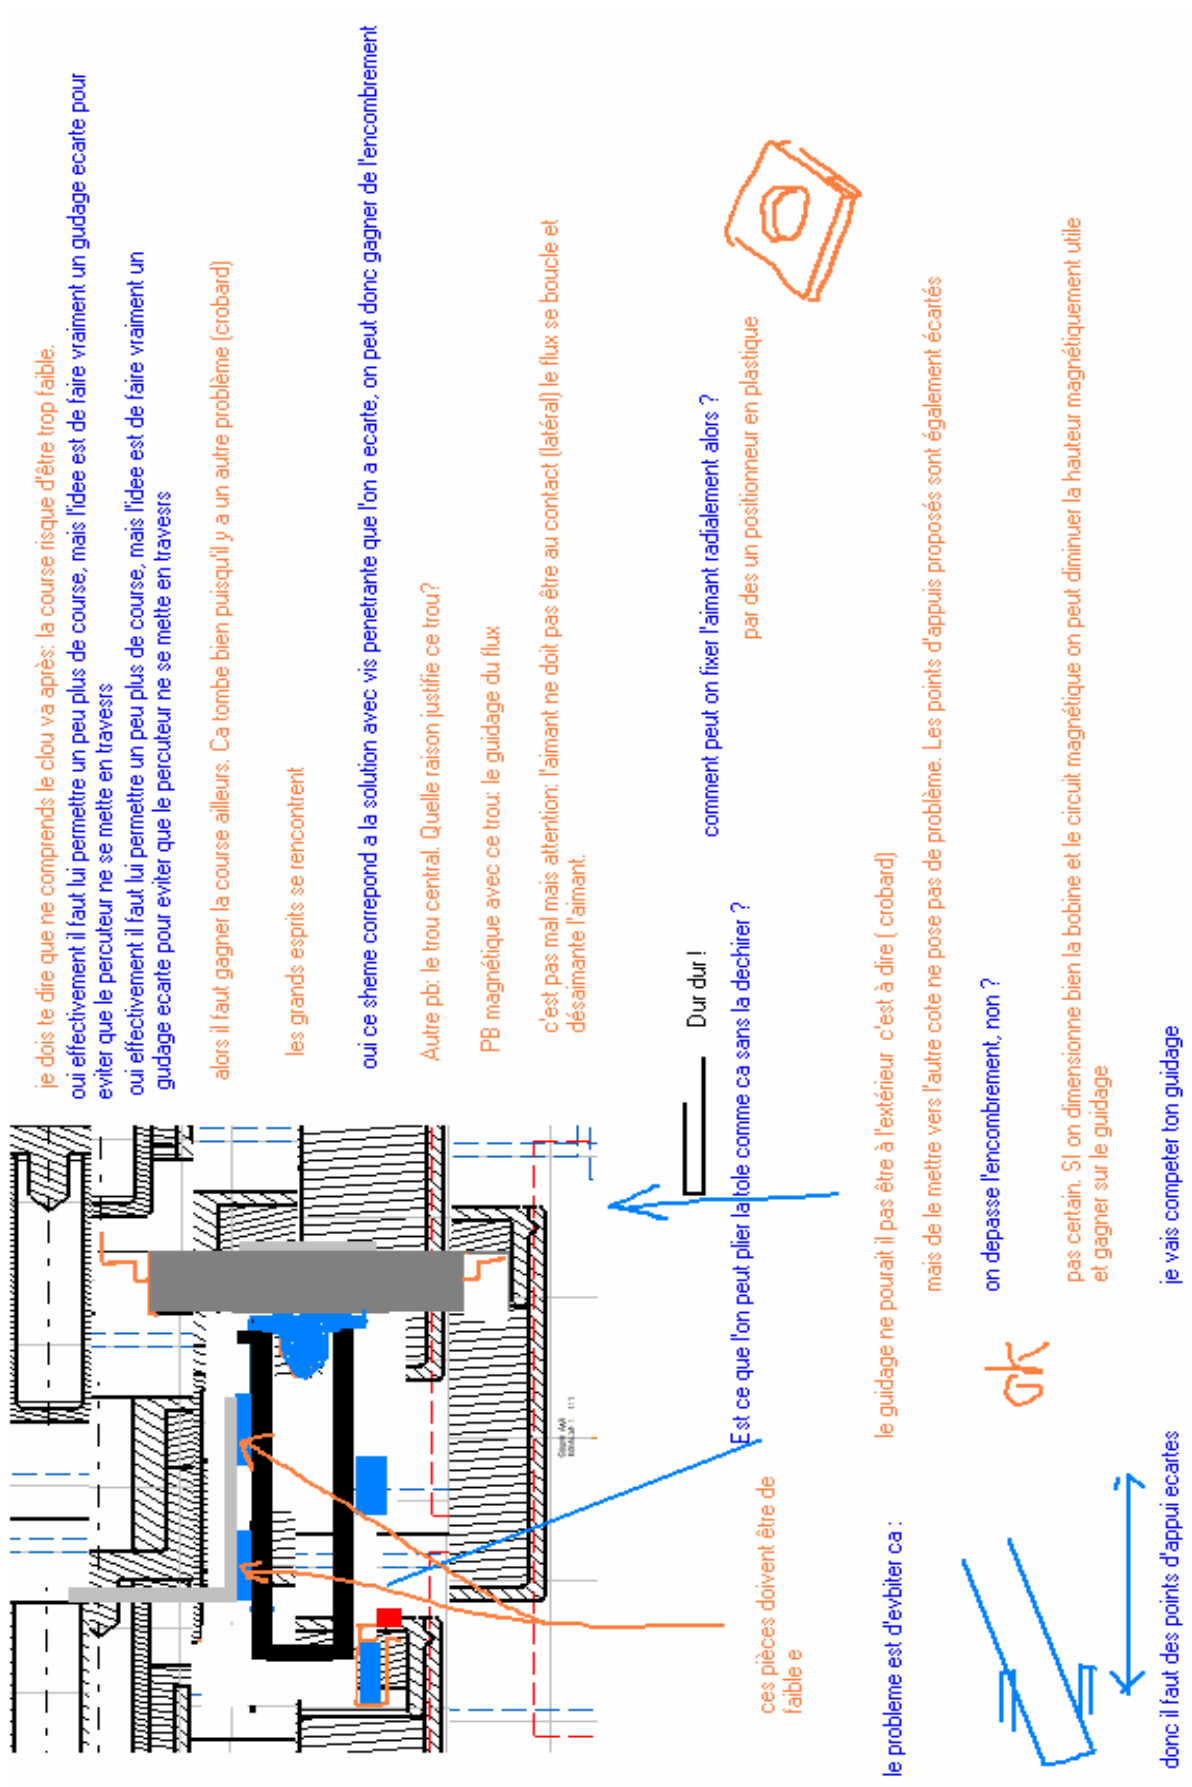 je dois te dire que ne comprends le clou va après: la course risque d'être trop faible.
oui effectivement il faut lui permettre un peu plus de course, mais l'idee est de faire vraiment un gudage ecarte pour
eviter que le percuteur ne se mette en travesrs
oui effectivement il faut lui permettre un peu plus de course, mais l'idee est de faire vraiment un
gudage ecarte pour eviter que le percuteur ne se mette en travesrs
alors il faut gagner la course ailleurs. Ca tombe bien puisqu'il y a un autre problème (crobard)
les grands esprits se rencontrent
oui ce sheme correpond a la solution avec vis penetrante que l'on a ecarte, on peut donc gagner de l'encombrement
Autre pb: le trou central. Quelle raison justifie ce trou?
PB magnétique avec ce trou: le guidage du flux
c'est pas mal mais attention: l'aimant ne doit pas être au contact (latéral) le flux se boucle et
désaimante l'aimant.
Dur dur !
comment peut on fixer l'aimant radialement alors ?
Est ce que l'on peut plier la tole comme ca sans la dechirer ?
par des un positionneur en plastique
ces pièces doivent être de
faible e
le guidage ne pourait il pas être à l'extérieur c'est à dire ( crobard)
le probleme est d'evbiter ca :
mais de le mettre vers l'autre cote ne pose pas de problème. Les points d'appuis proposés sont également écartés
on depasse l'encombrement, non ?
OK
pas certain. SI on dimensionne bien la bobine et le circuit magnétique on peut diminuer la hauteur magnétiquement utile
et gagner sur le guidage
donc il faut des points d'appui ecartes
je vais competer ton guidage